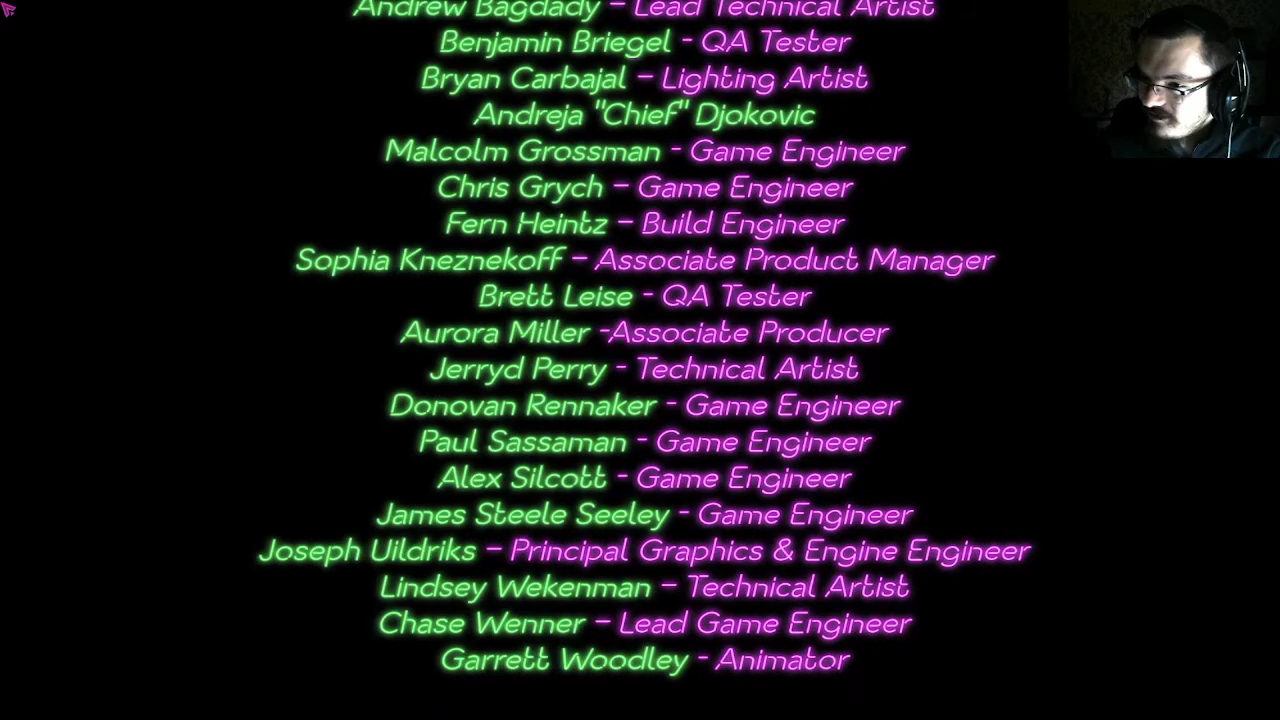 Andrew Bagdady – Lead Technical Artist
Benjamin Briegel - QA Tester
Bryan Carbajal – Lighting Artist
Andreja "Chief" Djokovic
Malcolm Grossman - Game Engineer
Chris Grych – Game Engineer
Fern Heintz – Build Engineer
Sophia Kneznekoff – Associate Product Manager
Brett Leise - QA Tester
Aurora Miller -Associate Producer
Jerryd Perry - Technical Artist
Donovan Rennaker - Game Engineer
Paul Sassaman - Game Engineer
Alex Silcott - Game Engineer
James Steele Seeley - Game Engineer
Joseph Uildriks – Principal Graphics & Engine Engineer
Lindsey Wekenman – Technical Artist
Chase Wenner – Lead Game Engineer
Garrett Woodley - Animator